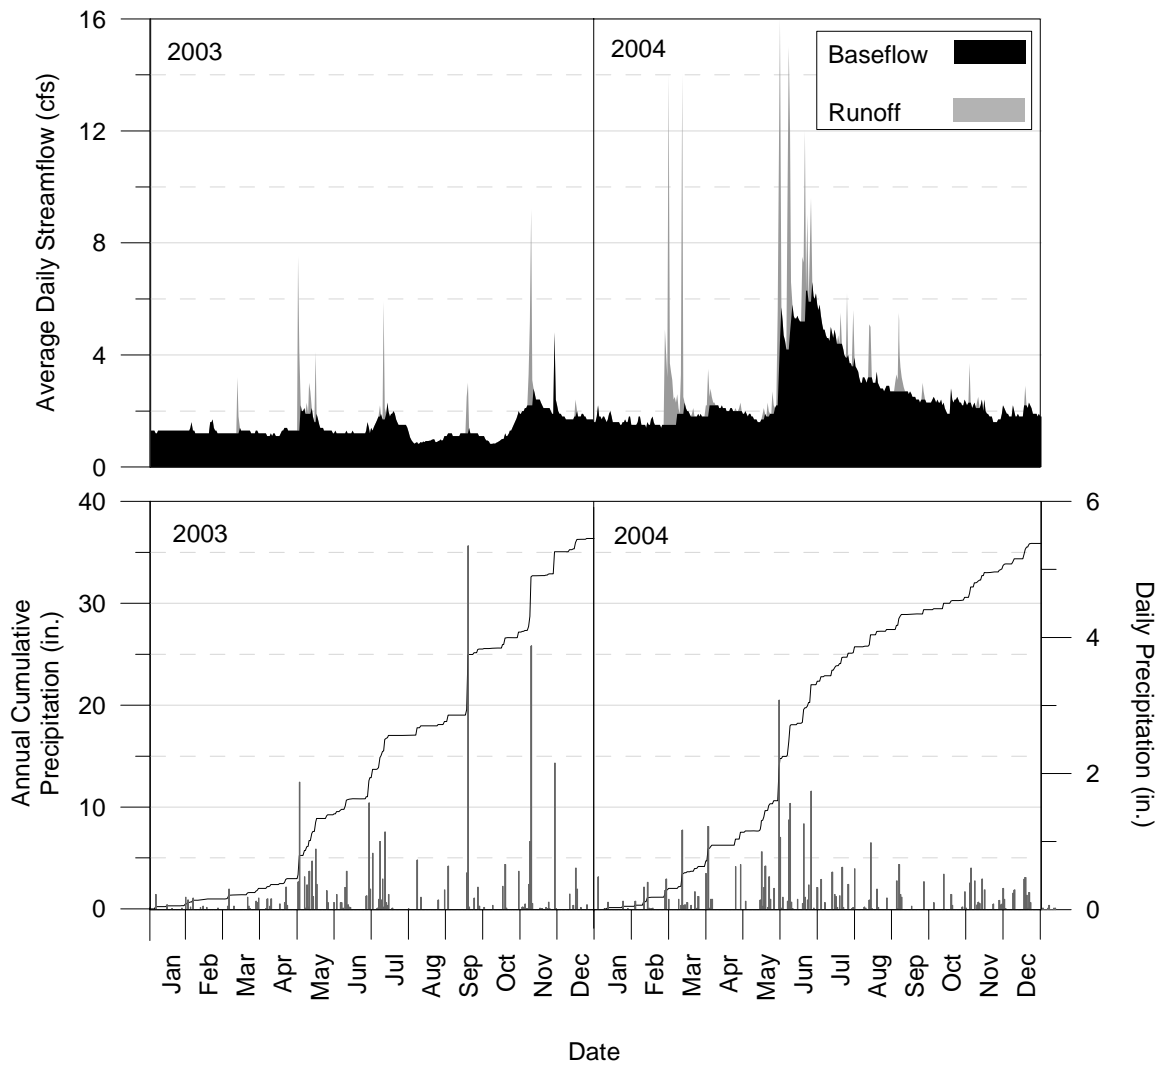 16
12
8
4
0
Average Daily Streamflow (cfs)
2003
2004
Baseflow
Runoff
40
30
20
10
0
Annual Cumulative
Precipitation (in.)
2003
2004
6
4
2
0
Daily Precipitation (in.)
Jan
Feb
Mar
Apr
May
Jun
Jul
Aug
Sep
Oct
Nov
Dec
Jan
Feb
Mar
Apr
May
Jun
Jul
Aug
Sep
Oct
Nov
Dec
Date